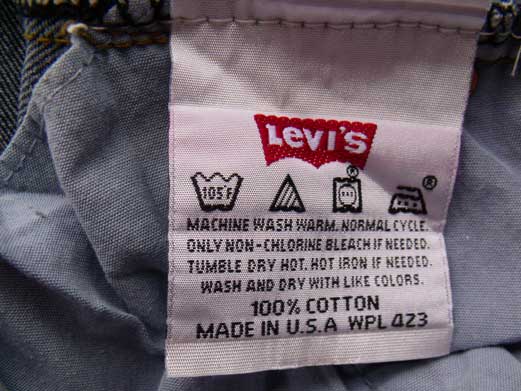 Levi's
105°F
MACHINE WASH WARM. NORMAL CYCLE.
ONLY NON-CHLORINE BLEACH IF NEEDED.
TUMBLE DRY HOT. HOT IRON IF NEEDED.
WASH AND DRY WITH LIKE COLORS.
100% COTTON
MADE IN U.S.A WPL 423